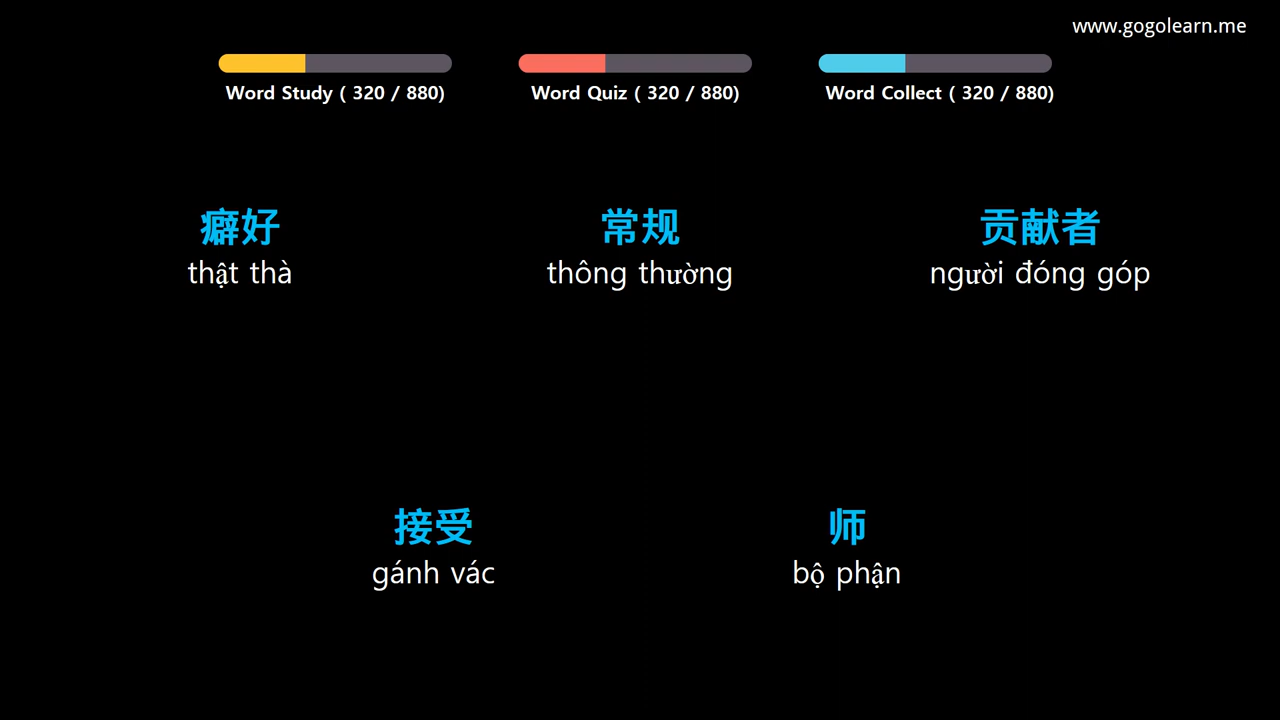 www.gogolearn.me
Word Study ( 320 / 880)
Word Quiz ( 320 / 880)
Word Collect ( 320 / 880)
癖好
thật thà
常规
thông thường
贡献者
người đóng góp
接受
gánh vác
师
bộ phận